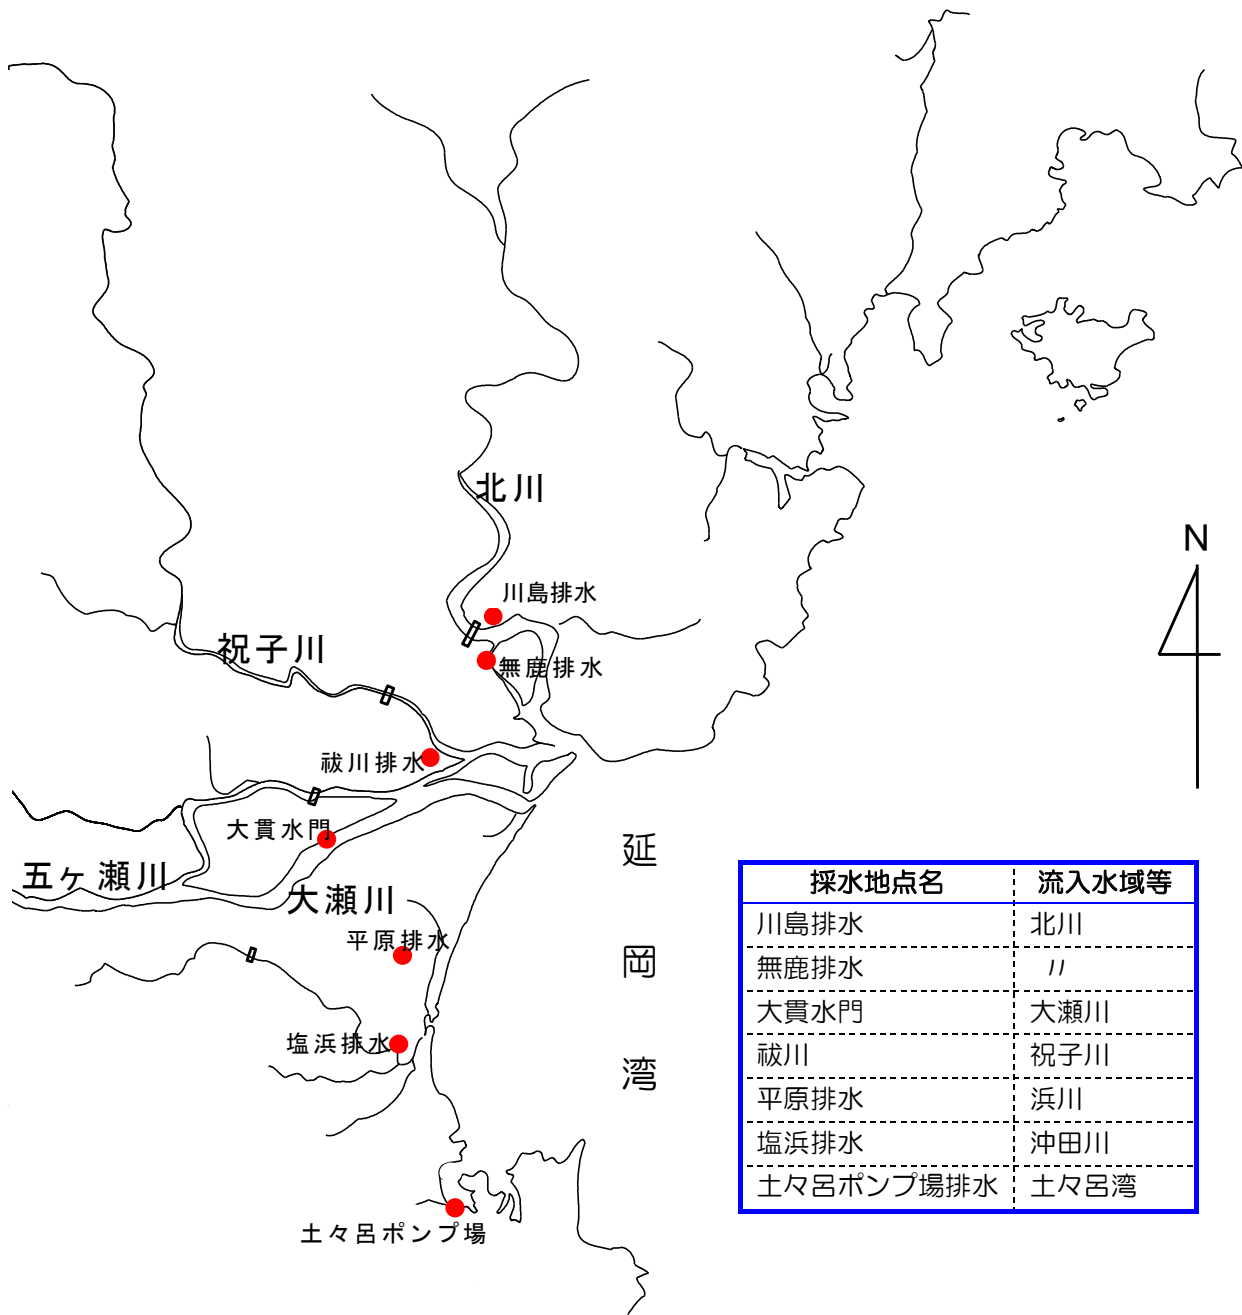 北川
N
川島排水
祝子川
無鹿排水
祓川排水
大貫水門
延岡湾
五ヶ瀬川
大瀬川
平原排水
塩浜排水
土々呂ポンプ場
採水地点名 流入水域等
川島排水 北川
無鹿排水 〃
大貫水門 大瀬川
祓川 祝子川
平原排水 浜川
塩浜排水 沖田川
土々呂ポンプ場排水 土々呂湾